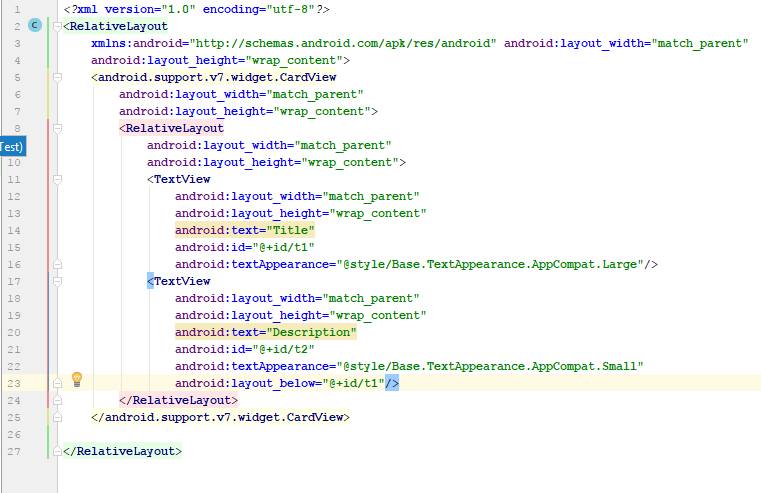 1 <?xml version="1.0" encoding="utf-8"?>
2 C <RelativeLayout
3 xmlns:android="http://schemas.android.com/apk/res/android" android:layout_width="match_parent"
4 android:layout_height="wrap_content">
5 <android.support.v7.widget.CardView
6 android:layout_width="match_parent"
7 android:layout_height="wrap_content">
8 <RelativeLayout
Test) android:layout_width="match_parent"
10 android:layout_height="wrap_content">
11 <TextView
12 android:layout_width="match_parent"
13 android:layout_height="wrap_content"
14 android:text="Title"
15 android:id="@+id/t1"
16 android:textAppearance="@style/Base.TextAppearance.AppCompat.Large"/>
17 <TextView
18 android:layout_width="match_parent"
19 android:layout_height="wrap_content"
20 android:text="Description"
21 android:id="@+id/t2"
22 android:textAppearance="@style/Base.TextAppearance.AppCompat.Small"
23 android:layout_below="@+id/t1"/>
24 </RelativeLayout>
25 </android.support.v7.widget.CardView>
26
27 </RelativeLayout>